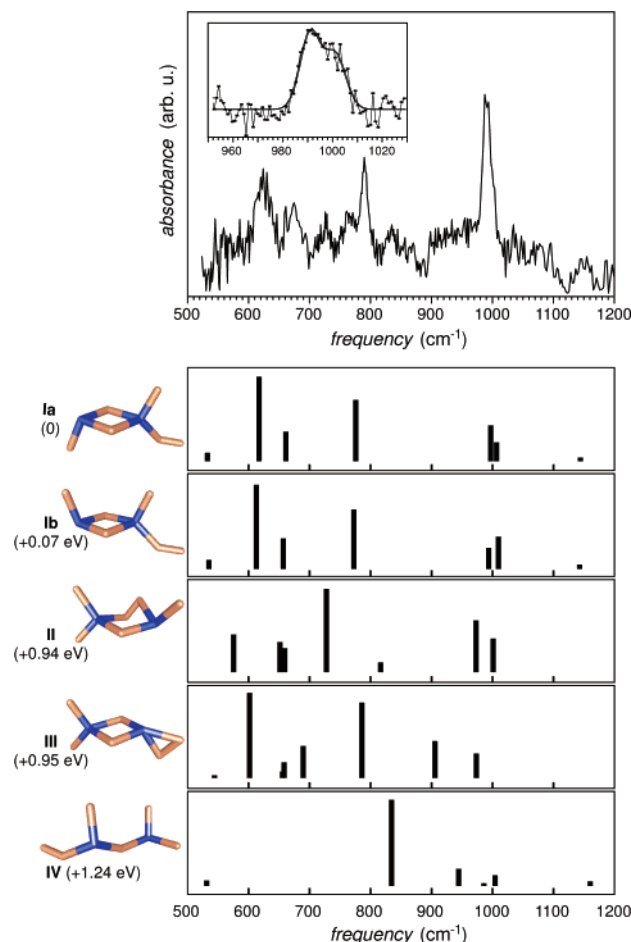 absorbance (arb. u.)
960 980 1000 1020
500 600 700 800 900 1000 1100 1200
frequency (cm-1)
Ia
(0)
Ib
(+0.07 eV)
II
(+0.94 eV)
III
(+0.95 eV)
IV (+1.24 eV)
500 600 700 800 900 1000 1100 1200
frequency (cm-1)